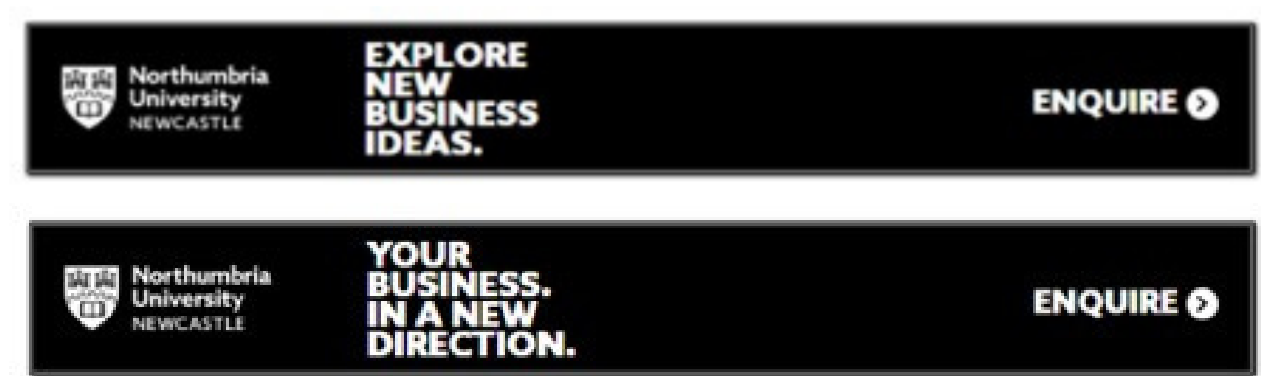 Northumbria
University
NEWCASTLE
EXPLORE
NEW
BUSINESS
IDEAS.
ENQUIRE
Northumbria
University
NEWCASTLE
YOUR
BUSINESS.
IN A NEW
DIRECTION.
ENQUIRE